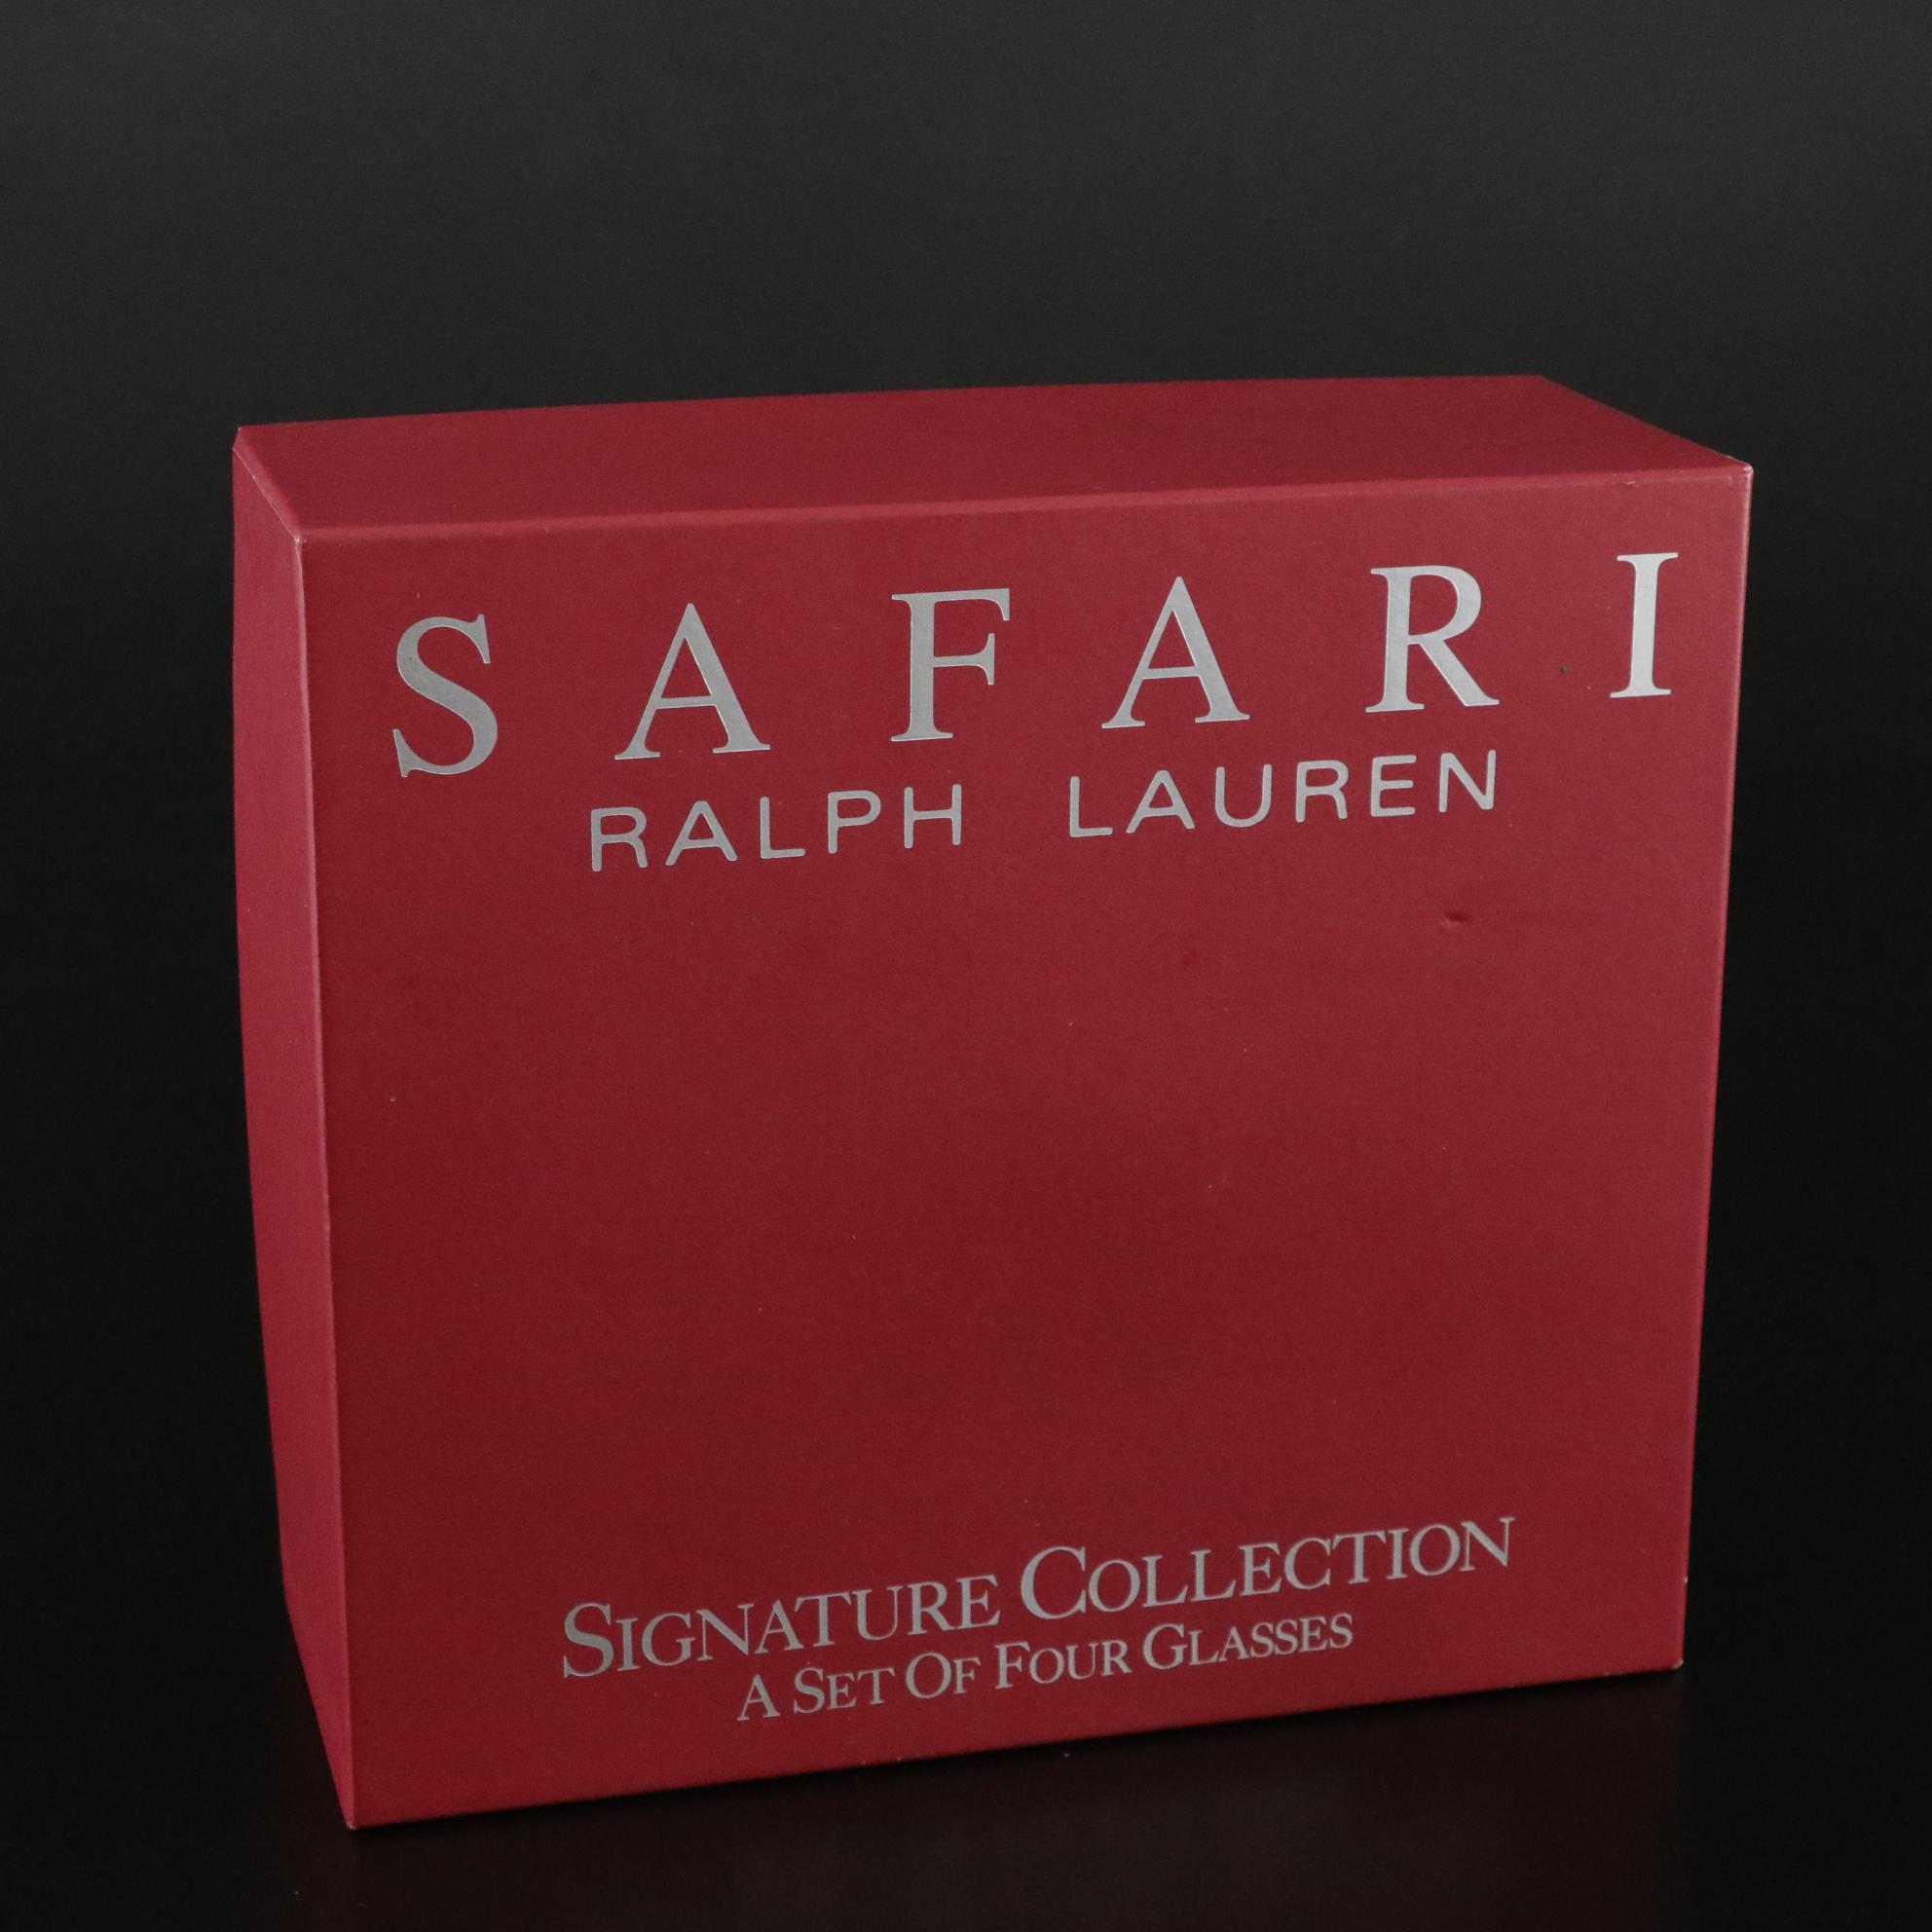 SAFARI
RALPH LAUREN
SIGNATURE COLLECTION
A SET OF FOUR GLASSES